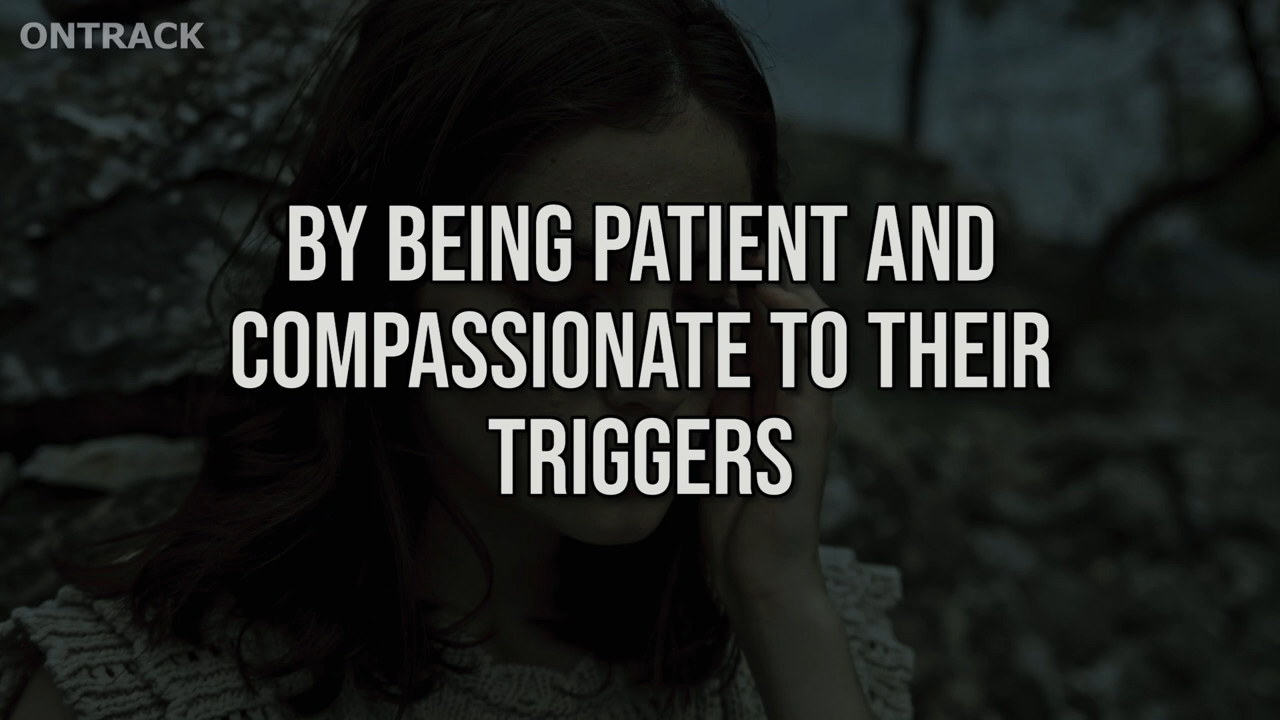 ONTRACK
BY BEING PATIENT AND
COMPASSIONATE TO THEIR
TRIGGERS